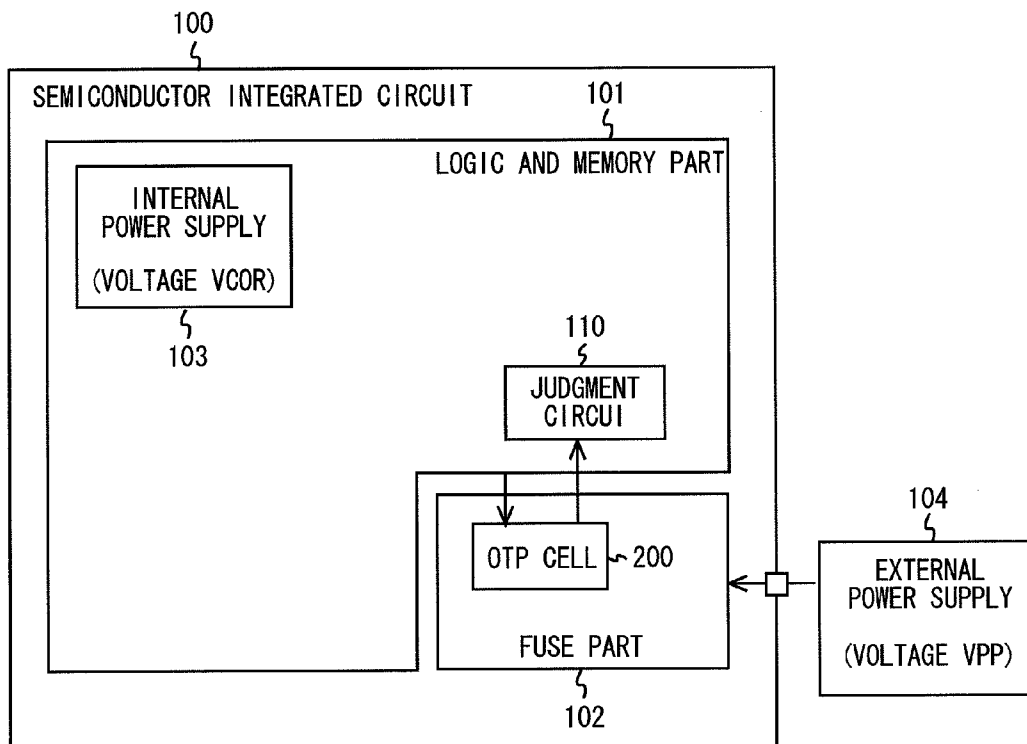 100
SEMICONDUCTOR INTEGRATED CIRCUIT
101
LOGIC AND MEMORY PART
INTERNAL
POWER SUPPLY
(VOLTAGE VCOR)
103
110
JUDGMENT
CIRCUI
OTP CELL
200
FUSE PART
102
104
EXTERNAL
POWER SUPPLY
(VOLTAGE VPP)